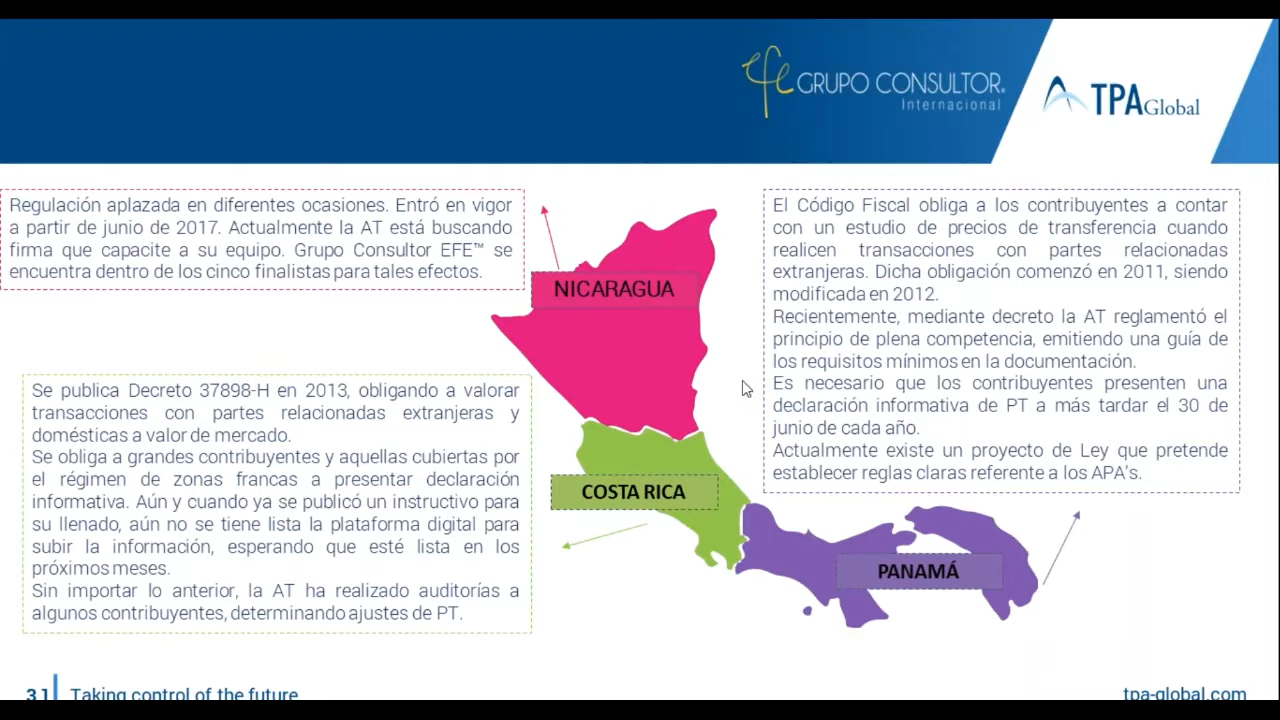 efe GRUPO CONSULTOR®
Internacional
TPA Global
Regulación aplazada en diferentes ocasiones. Entró en vigor
a partir de junio de 2017. Actualmente la AT está buscando
firma que capacite a su equipo. Grupo Consultor EFE™ se
encuentra dentro de los cinco finalistas para tales efectos.
NICARAGUA
El Código Fiscal obliga a los contribuyentes a contar
con un estudio de precios de transferencia cuando
realicen transacciones con partes relacionadas
extranjeras. Dicha obligación comenzó en 2011, siendo
modificada en 2012.
Recientemente, mediante decreto la AT reglamentó el
principio de plena competencia, emitiendo una guía de
los requisitos mínimos en la documentación.
Es necesario que los contribuyentes presenten una
declaración informativa de PT a más tardar el 30 de
junio de cada año.
Actualmente existe un proyecto de Ley que pretende
establecer reglas claras referente a los APA's.
Se publica Decreto 37898-H en 2013, obligando a valorar
transacciones con partes relacionadas extranjeras y
domésticas a valor de mercado.
Se obliga a grandes contribuyentes y aquellas cubiertas por
el régimen de zonas francas a presentar declaración
informativa. Aún y cuando ya se publicó un instructivo para
su llenado, aún no se tiene lista la plataforma digital para
subir la información, esperando que esté lista en los
próximos meses.
Sin importar lo anterior, la AT ha realizado auditorías a
algunos contribuyentes, determinando ajustes de PT.
COSTA RICA
PANAMÁ
31 Taking control of the future
tpa-global.com